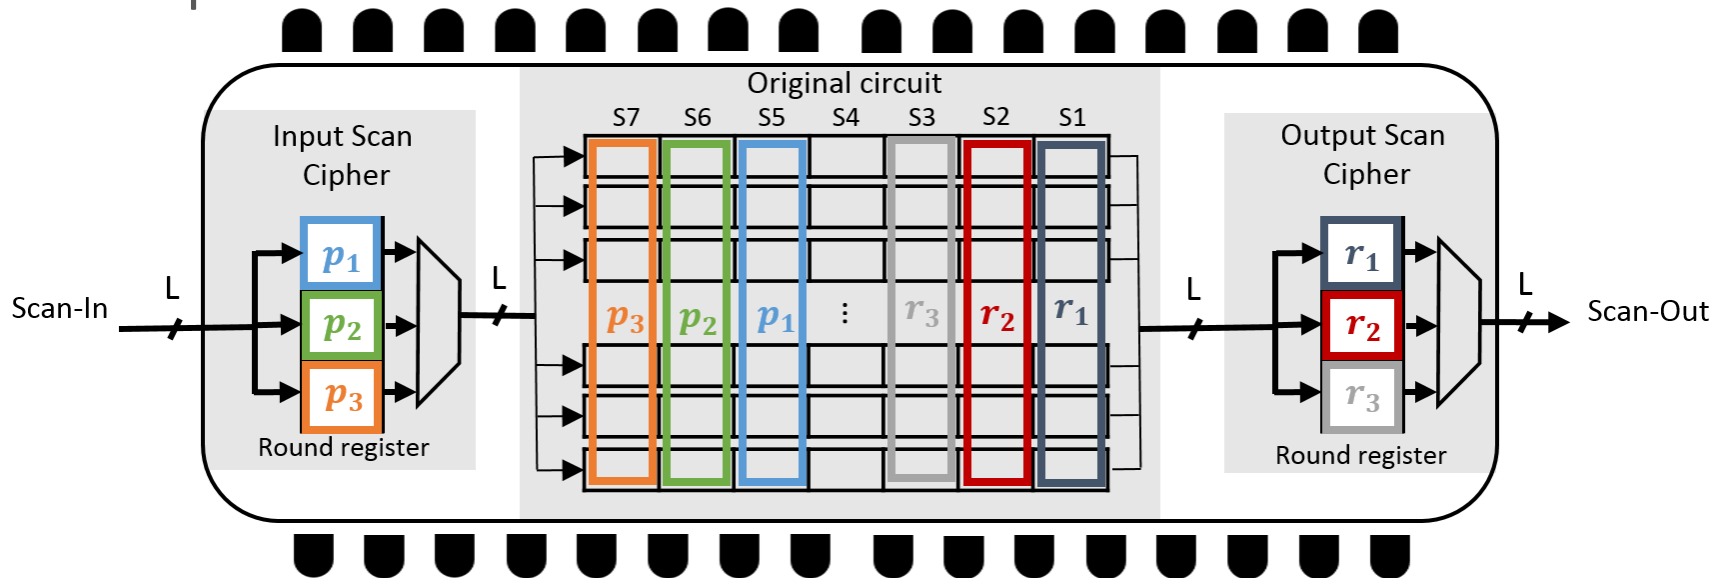 Original circuit
S7 S6 S5 S4 S3 S2 S1
Input Scan
Cipher
Output Scan
Cipher
Scan-In
L
p1
p2
p3
Round register
L
p3 p2 p1 ⋮ r3 r2 r1
L
r1
r2
r3
Round register
L
Scan-Out